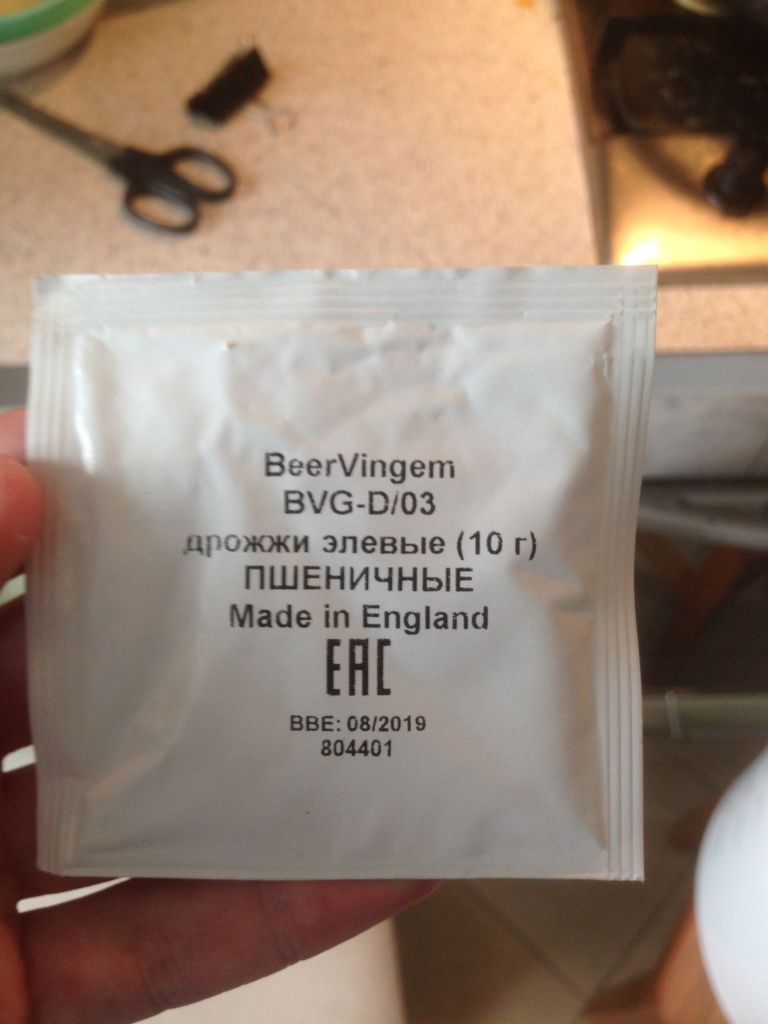 BeerVingem
BVG-D/03
дрожжи элевые (10 г)
ПШЕНИЧНЫЕ
Made in England
EAC
BBE: 08/2019
804401